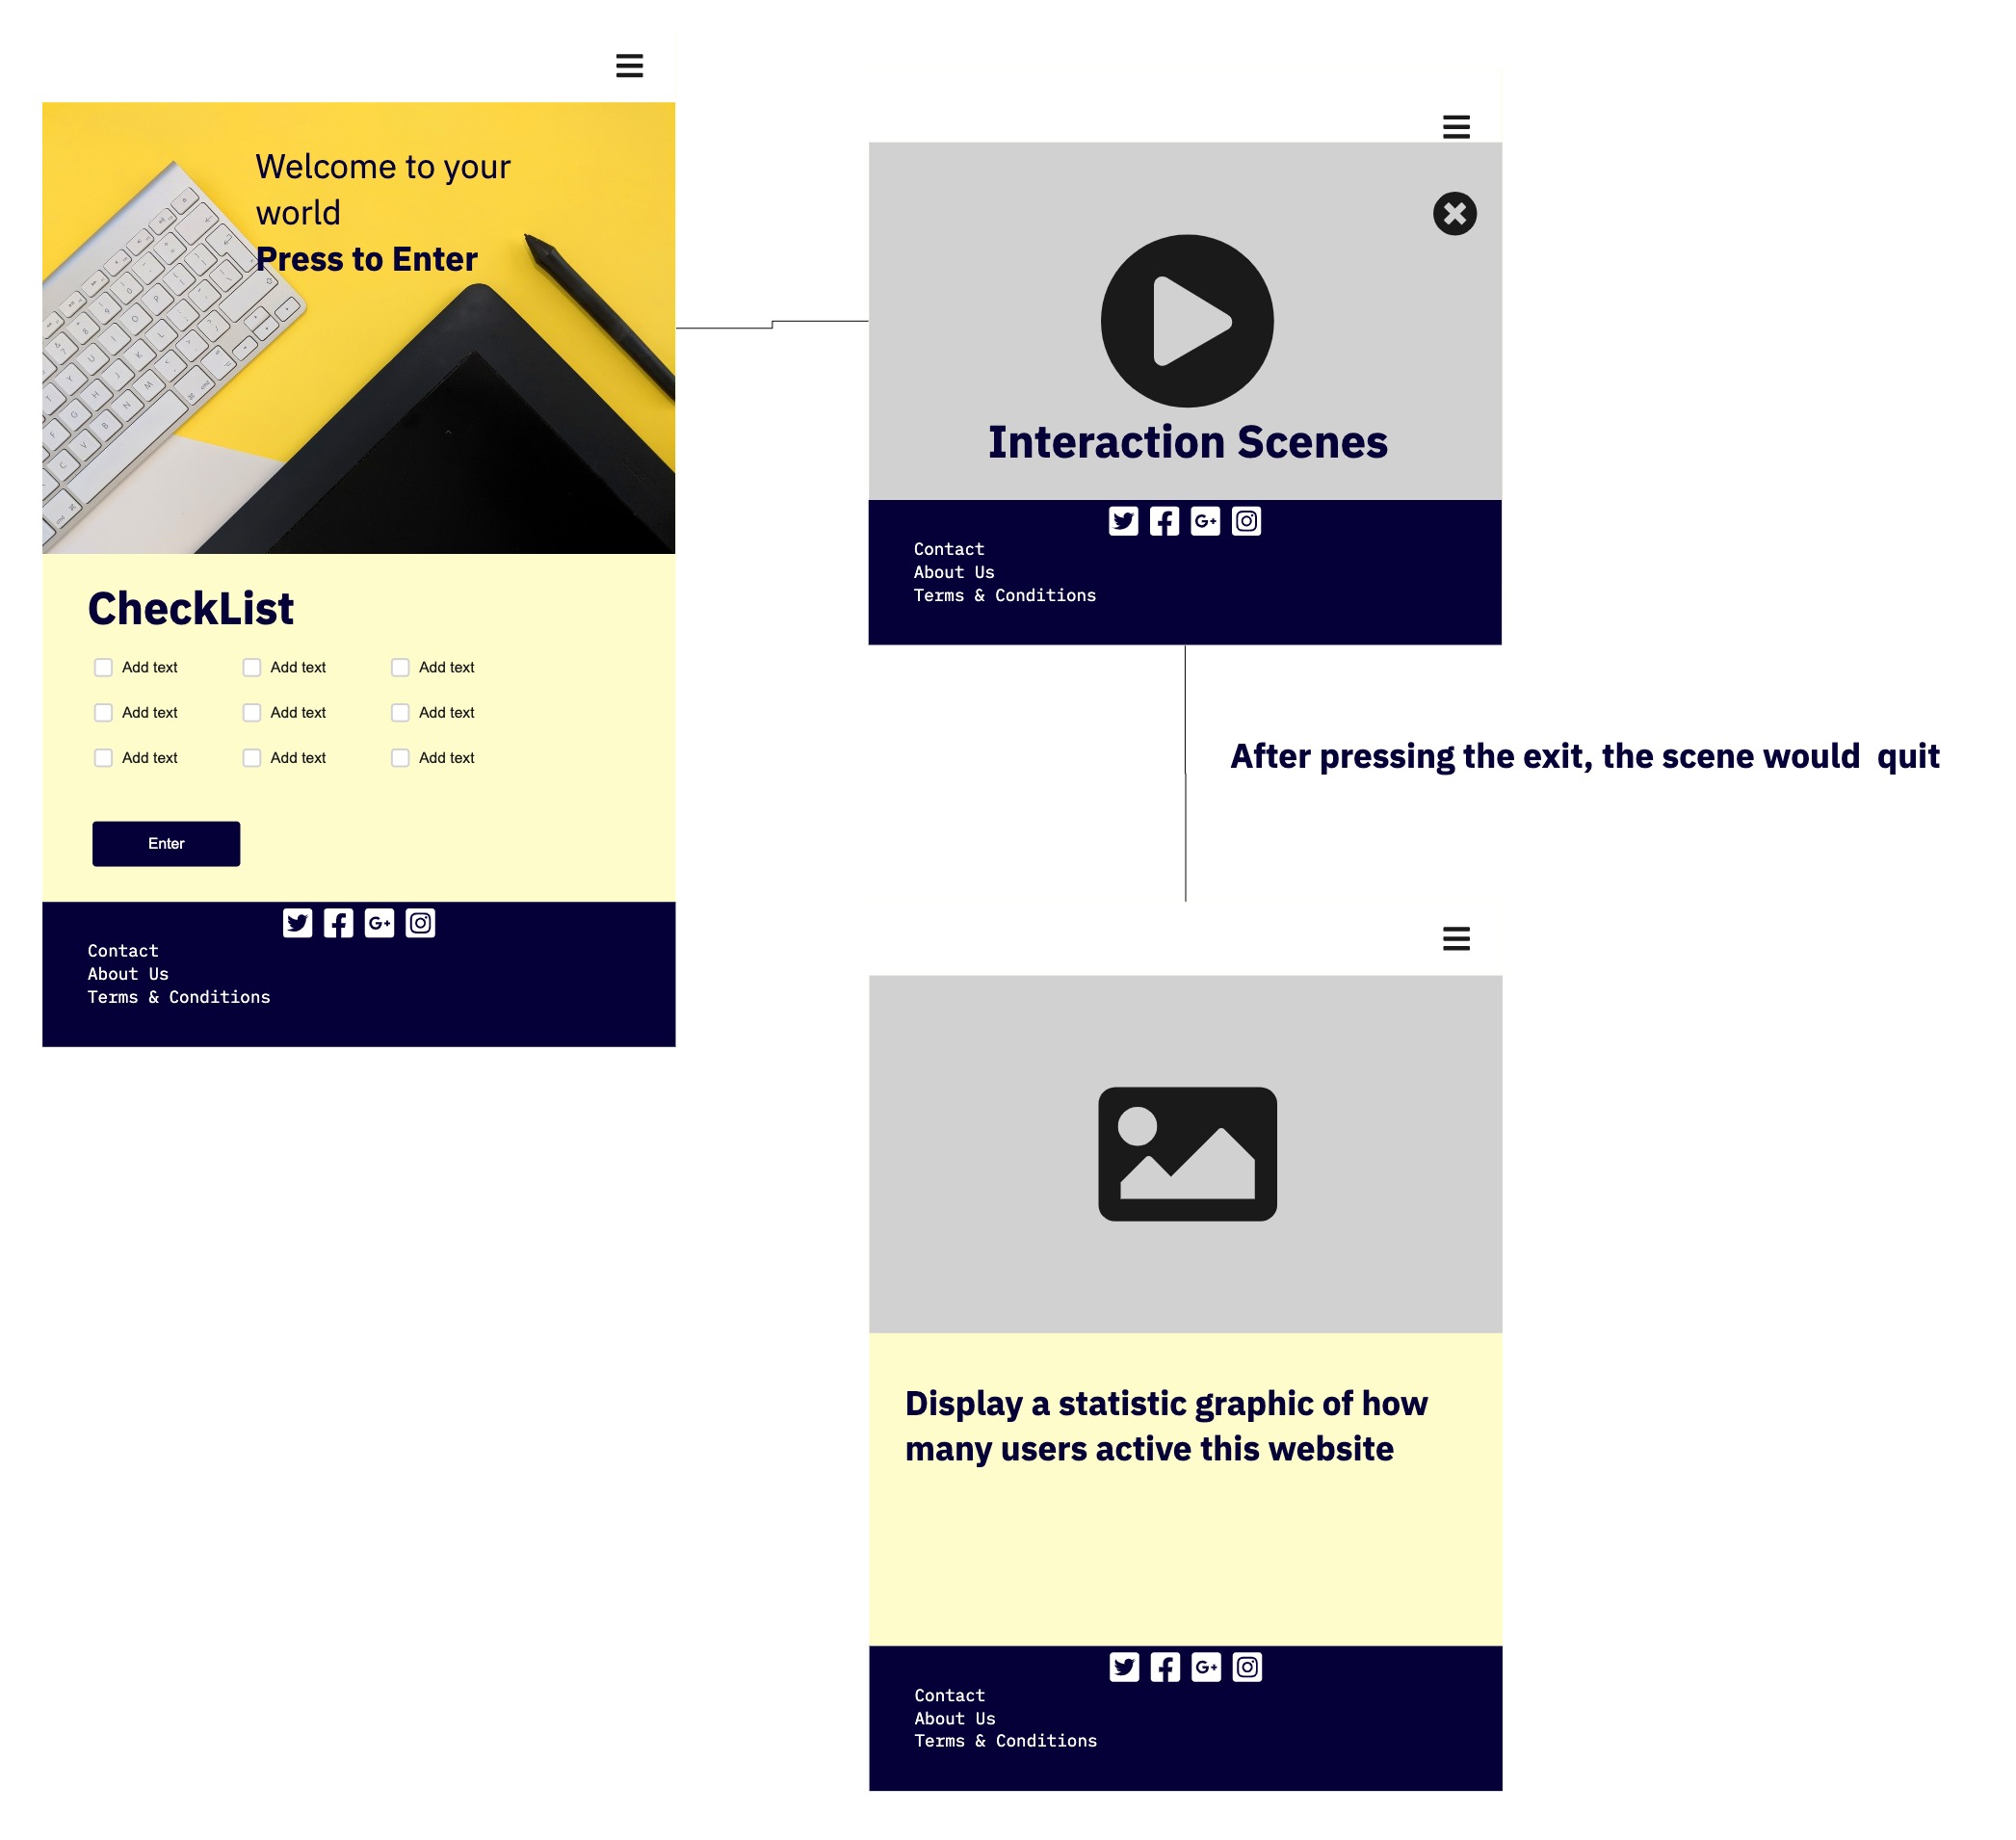 Welcome to your
world
Press to Enter
CheckList
Add text Add text Add text
Add text Add text Add text
Add text Add text Add text
Enter
Contact
About Us
Terms & Conditions
Interaction Scenes
Contact
About Us
Terms & Conditions
After pressing the exit, the scene would  quit
Display a statistic graphic of how
many users active this website
Contact
About Us
Terms & Conditions